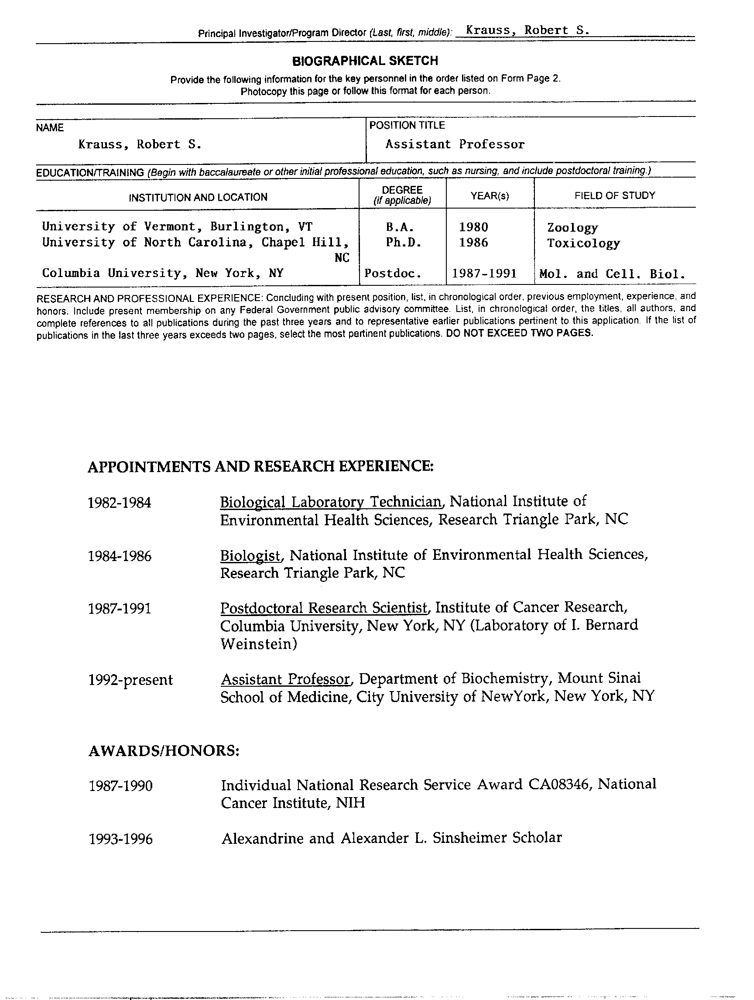 Principal Investigator/Program Director (Last, first, middle): Krauss, Robert S.
BIOGRAPHICAL SKETCH
Provide the following information for the key personnel in the order listed on Form Page 2.
Photocopy this page or follow this format for each person.
NAME
Krauss, Robert S.
POSITION TITLE
Assistant Professor
EDUCATION/TRAINING (Begin with baccalaureate or other initial professional education, such as nursing, and include postdoctoral training.)
INSTITUTION AND LOCATION
DEGREE
(if applicable)
YEAR(s)
FIELD OF STUDY
University of Vermont, Burlington, VT B.A. 1980 Zoology
University of North Carolina, Chapel Hill, Ph.D. 1986 Toxicology
NC
Columbia University, New York, NY Postdoc. 1987-1991 Mol. and Cell. Biol.
RESEARCH AND PROFESSIONAL EXPERIENCE: Concluding with present position, list, in chronological order, previous employment, experience, and
honors. Include present membership on any Federal Government public advisory committee. List, in chronological order, the titles, all authors, and
complete references to all publications during the past three years and to representative earlier publications pertinent to this application. If the list of
publications in the last three years exceeds two pages, select the most pertinent publications. DO NOT EXCEED TWO PAGES.
APPOINTMENTS AND RESEARCH EXPERIENCE:
1982-1984 Biological Laboratory Technician, National Institute of
Environmental Health Sciences, Research Triangle Park, NC
1984-1986 Biologist, National Institute of Environmental Health Sciences,
Research Triangle Park, NC
1987-1991 Postdoctoral Research Scientist, Institute of Cancer Research,
Columbia University, New York, NY (Laboratory of I. Bernard
Weinstein)
1992-present Assistant Professor, Department of Biochemistry, Mount Sinai
School of Medicine, City University of NewYork, New York, NY
AWARDS/HONORS:
1987-1990 Individual National Research Service Award CA08346, National
Cancer Institute, NIH
1993-1996 Alexandrine and Alexander L. Sinsheimer Scholar